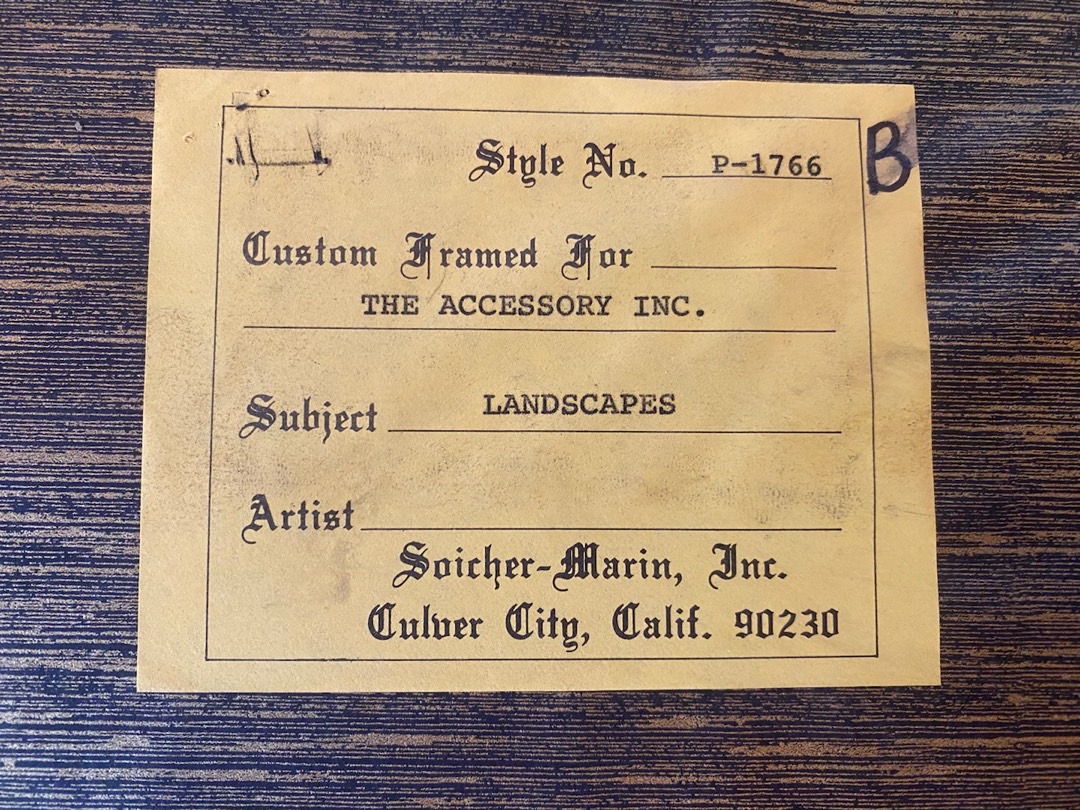 Style No. P-1766
B
Custom Framed For
THE ACCESSORY INC.
Subject LANDSCAPES
Artist
Soicher-Marin, Inc.
Culver City, Calif. 90230